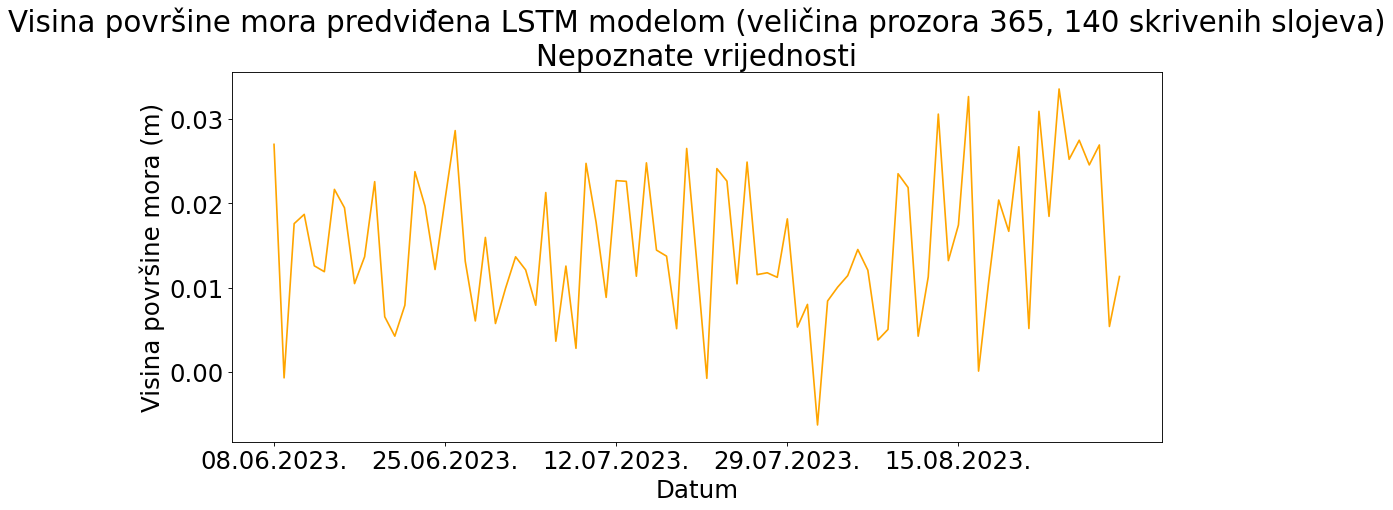 Visina površine mora predviđena LSTM modelom (veličina prozora 365, 140 skrivenih slojeva)
Nepoznate vrijednosti
Visina površine mora (m)
0.03
0.02
0.01
0.00
08.06.2023. 25.06.2023. 12.07.2023. 29.07.2023. 15.08.2023.
Datum